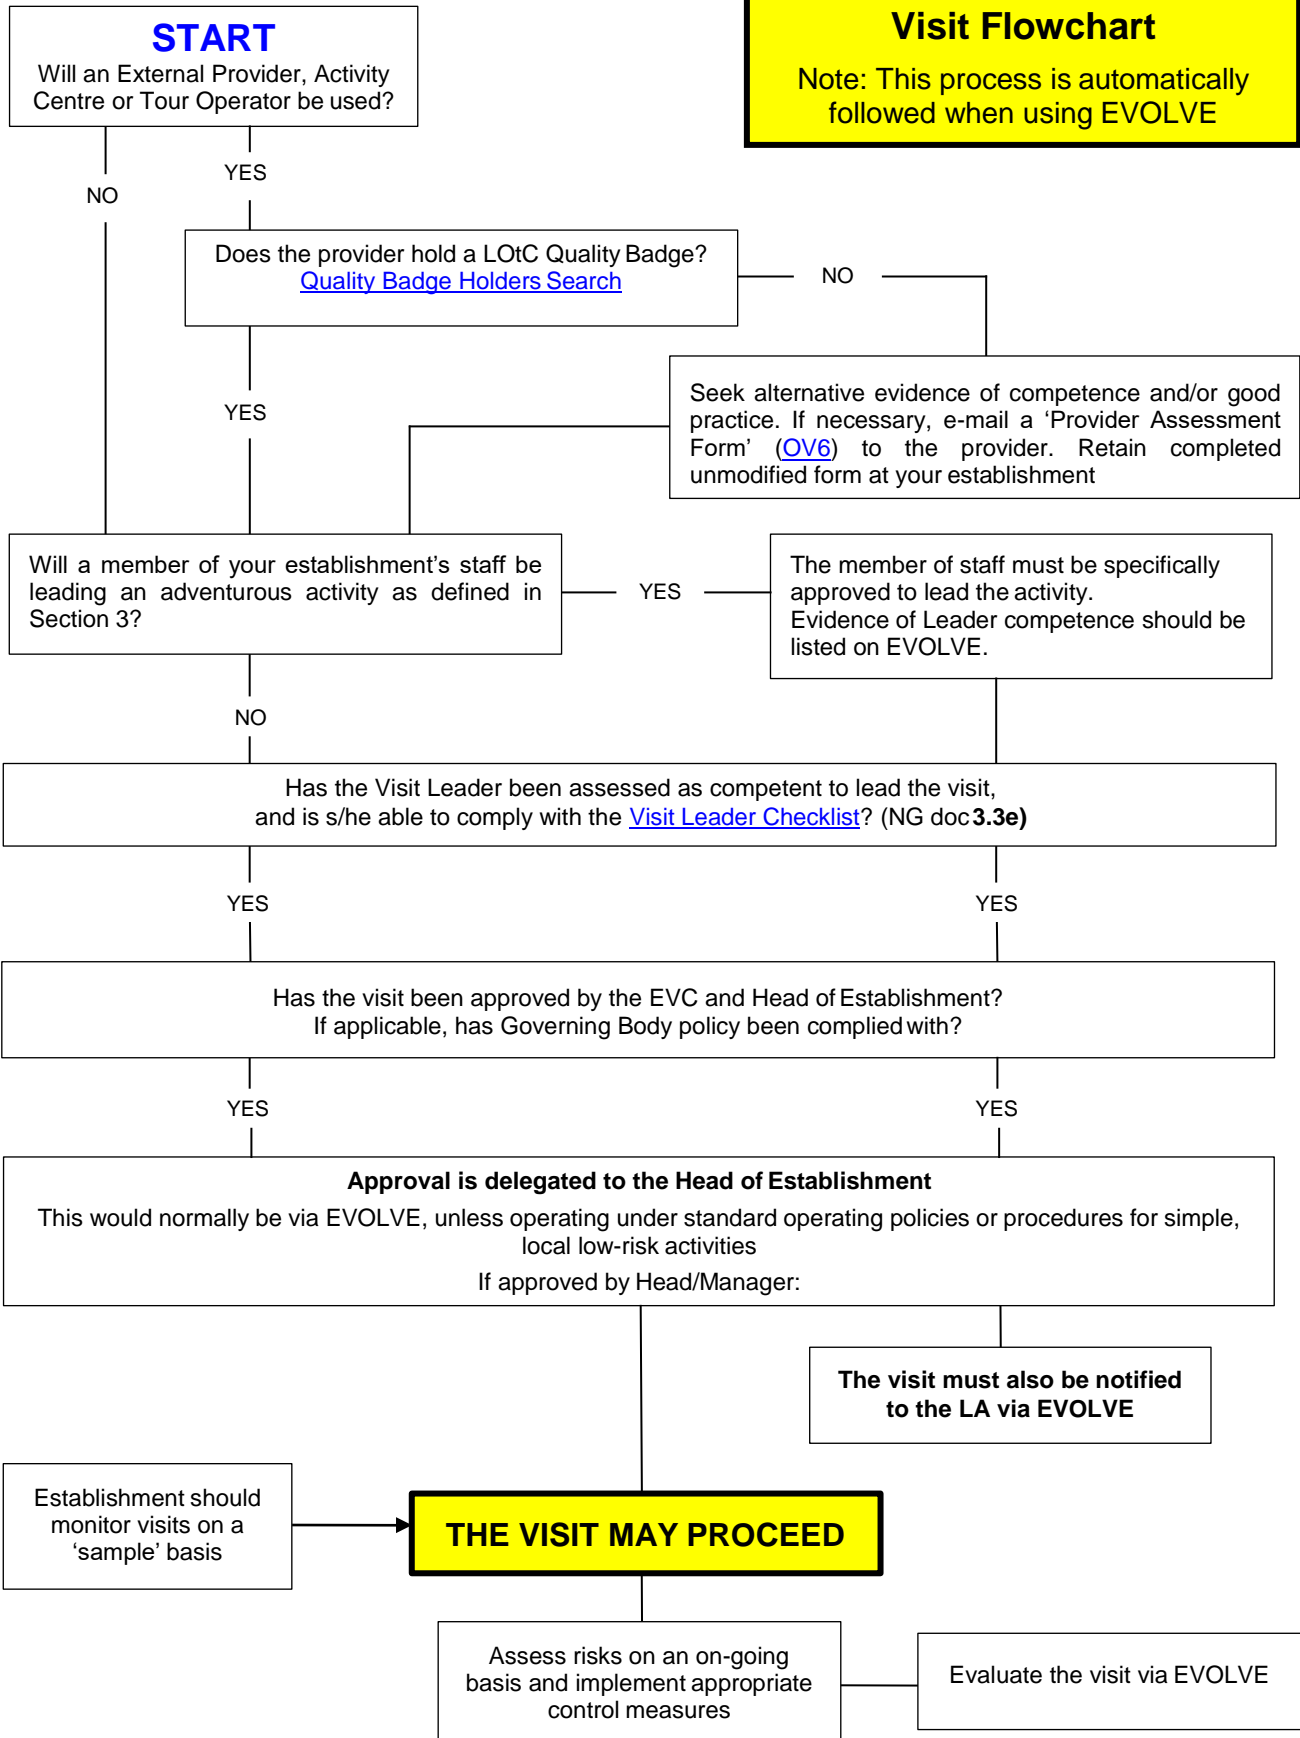 START
Will an External Provider, Activity
Centre or Tour Operator be used?
Visit Flowchart
Note: This process is automatically
followed when using EVOLVE
YES
NO
Does the provider hold a LOtC Quality Badge?
Quality Badge Holders Search
NO
Seek alternative evidence of competence and/or good
practice. If necessary, e-mail a ‘Provider Assessment
Form’ (OV6) to the provider. Retain completed
unmodified form at your establishment
YES
Will a member of your establishment’s staff be
leading an adventurous activity as defined in
Section 3?
YES
The member of staff must be specifically
approved to lead the activity.
Evidence of Leader competence should be
listed on EVOLVE.
NO
Has the Visit Leader been assessed as competent to lead the visit,
and is s/he able to comply with the Visit Leader Checklist? (NG doc 3.3e)
YES
YES
Has the visit been approved by the EVC and Head of Establishment?
If applicable, has Governing Body policy been complied with?
YES
YES
Approval is delegated to the Head of Establishment
This would normally be via EVOLVE, unless operating under standard operating policies or procedures for simple,
local low-risk activities
If approved by Head/Manager:
The visit must also be notified
to the LA via EVOLVE
Establishment should
monitor visits on a
‘sample’ basis
THE VISIT MAY PROCEED
Assess risks on an on-going
basis and implement appropriate
control measures
Evaluate the visit via EVOLVE